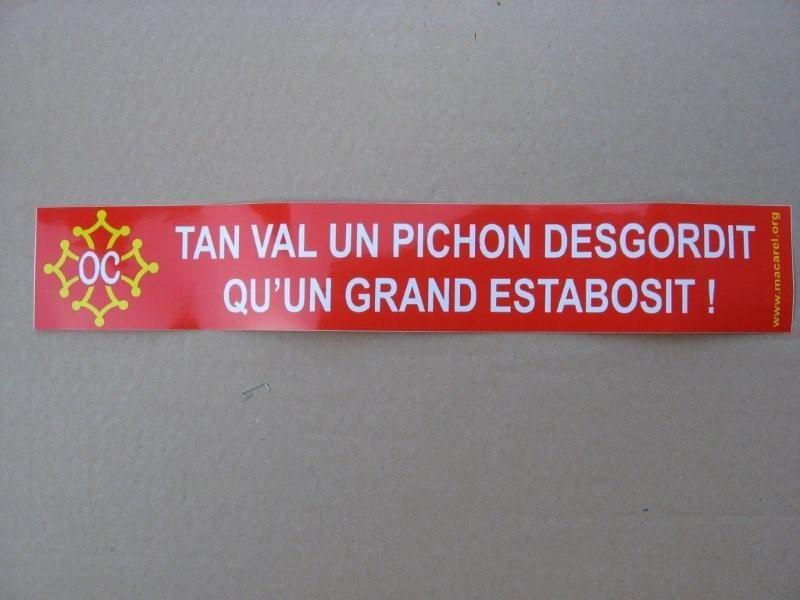 OC
TAN VAL UN PICHON DESGORDIT
QU'UN GRAND ESTABOSIT !
www.macarel.org